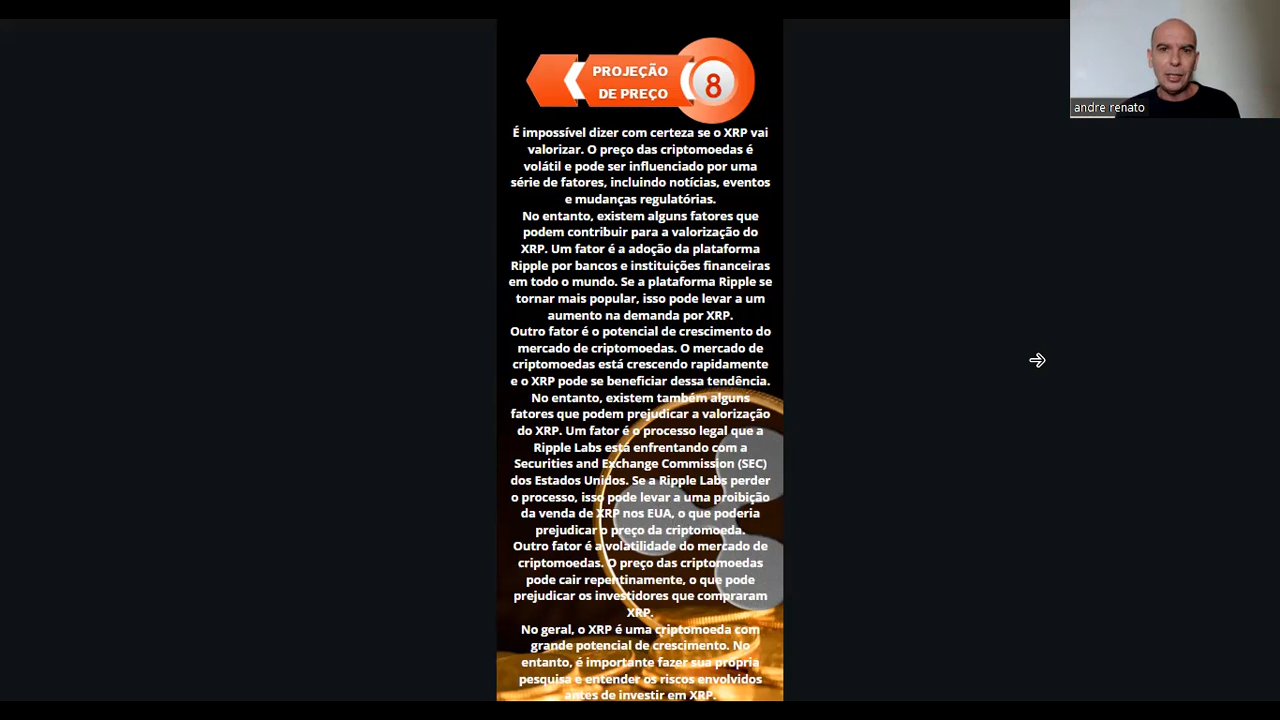 PROJEÇÃO
DE PREÇO
8
andre renato
É impossível dizer com certeza se o XRP vai
valorizar. O preço das criptomoedas é
volátil e pode ser influenciado por uma
série de fatores, incluindo notícias, eventos
e mudanças regulatórias.
No entanto, existem alguns fatores que
podem contribuir para a valorização do
XRP. Um fator é a adoção da plataforma
Ripple por bancos e instituições financeiras
em todo o mundo. Se a plataforma Ripple se
tornar mais popular, isso pode levar a um
aumento na demanda por XRP.
Outro fator é o potencial de crescimento do
mercado de criptomoedas. O mercado de
criptomoedas está crescendo rapidamente
e o XRP pode se beneficiar dessa tendência.
No entanto, existem também alguns
fatores que podem prejudicar a valorização
do XRP. Um fator é o processo legal que a
Ripple Labs está enfrentando com a
Securities and Exchange Commission (SEC)
dos Estados Unidos. Se a Ripple Labs perder
o processo, isso pode levar a uma proibição
da venda de XRP nos EUA, o que poderia
prejudicar o preço da criptomoeda.
Outro fator é a volatilidade do mercado de
criptomoedas. O preço das criptomoedas
pode cair repentinamente, o que pode
prejudicar os investidores que compraram
XRP.
No geral, o XRP é uma criptomoeda com
grande potencial de crescimento. No
entanto, é importante fazer sua própria
pesquisa e entender os riscos envolvidos
antes de investir em XRP.